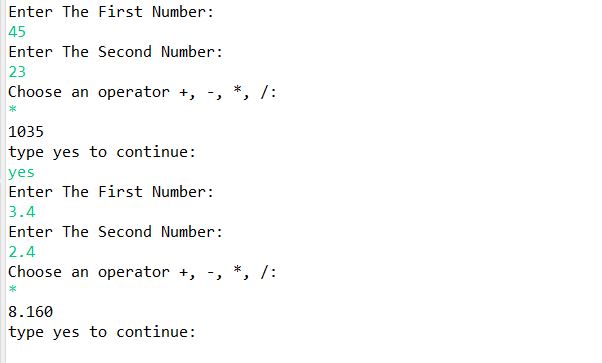 Enter The First Number:
45
Enter The Second Number:
23
Choose an operator +, -, *, /:
*
1035
type yes to continue:
yes
Enter The First Number:
3.4
Enter The Second Number:
2.4
Choose an operator +, -, *, /:
*
8.160
type yes to continue: